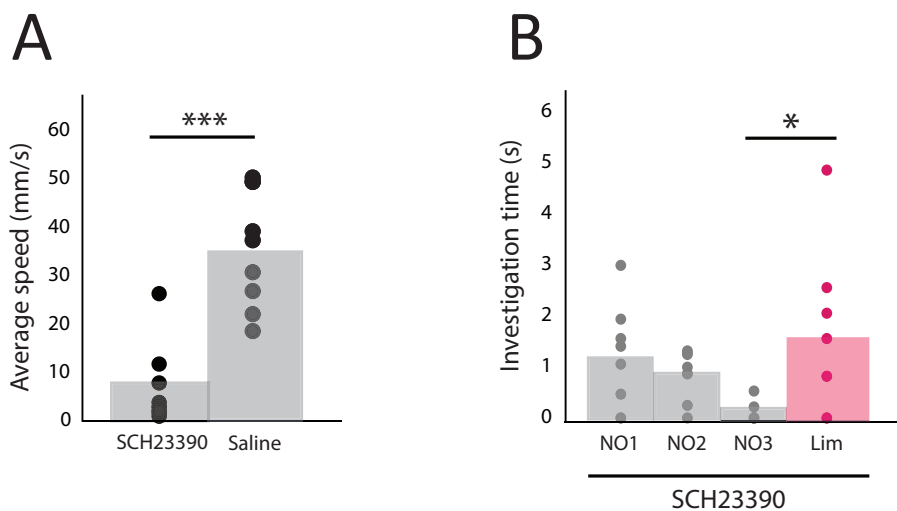 A
Average speed (mm/s)
60
50
40
30
20
10
0
***
SCH23390 Saline
B
Investigation time (s)
6
5
4
3
2
1
0
*
NO1 NO2 NO3 Lim
SCH23390